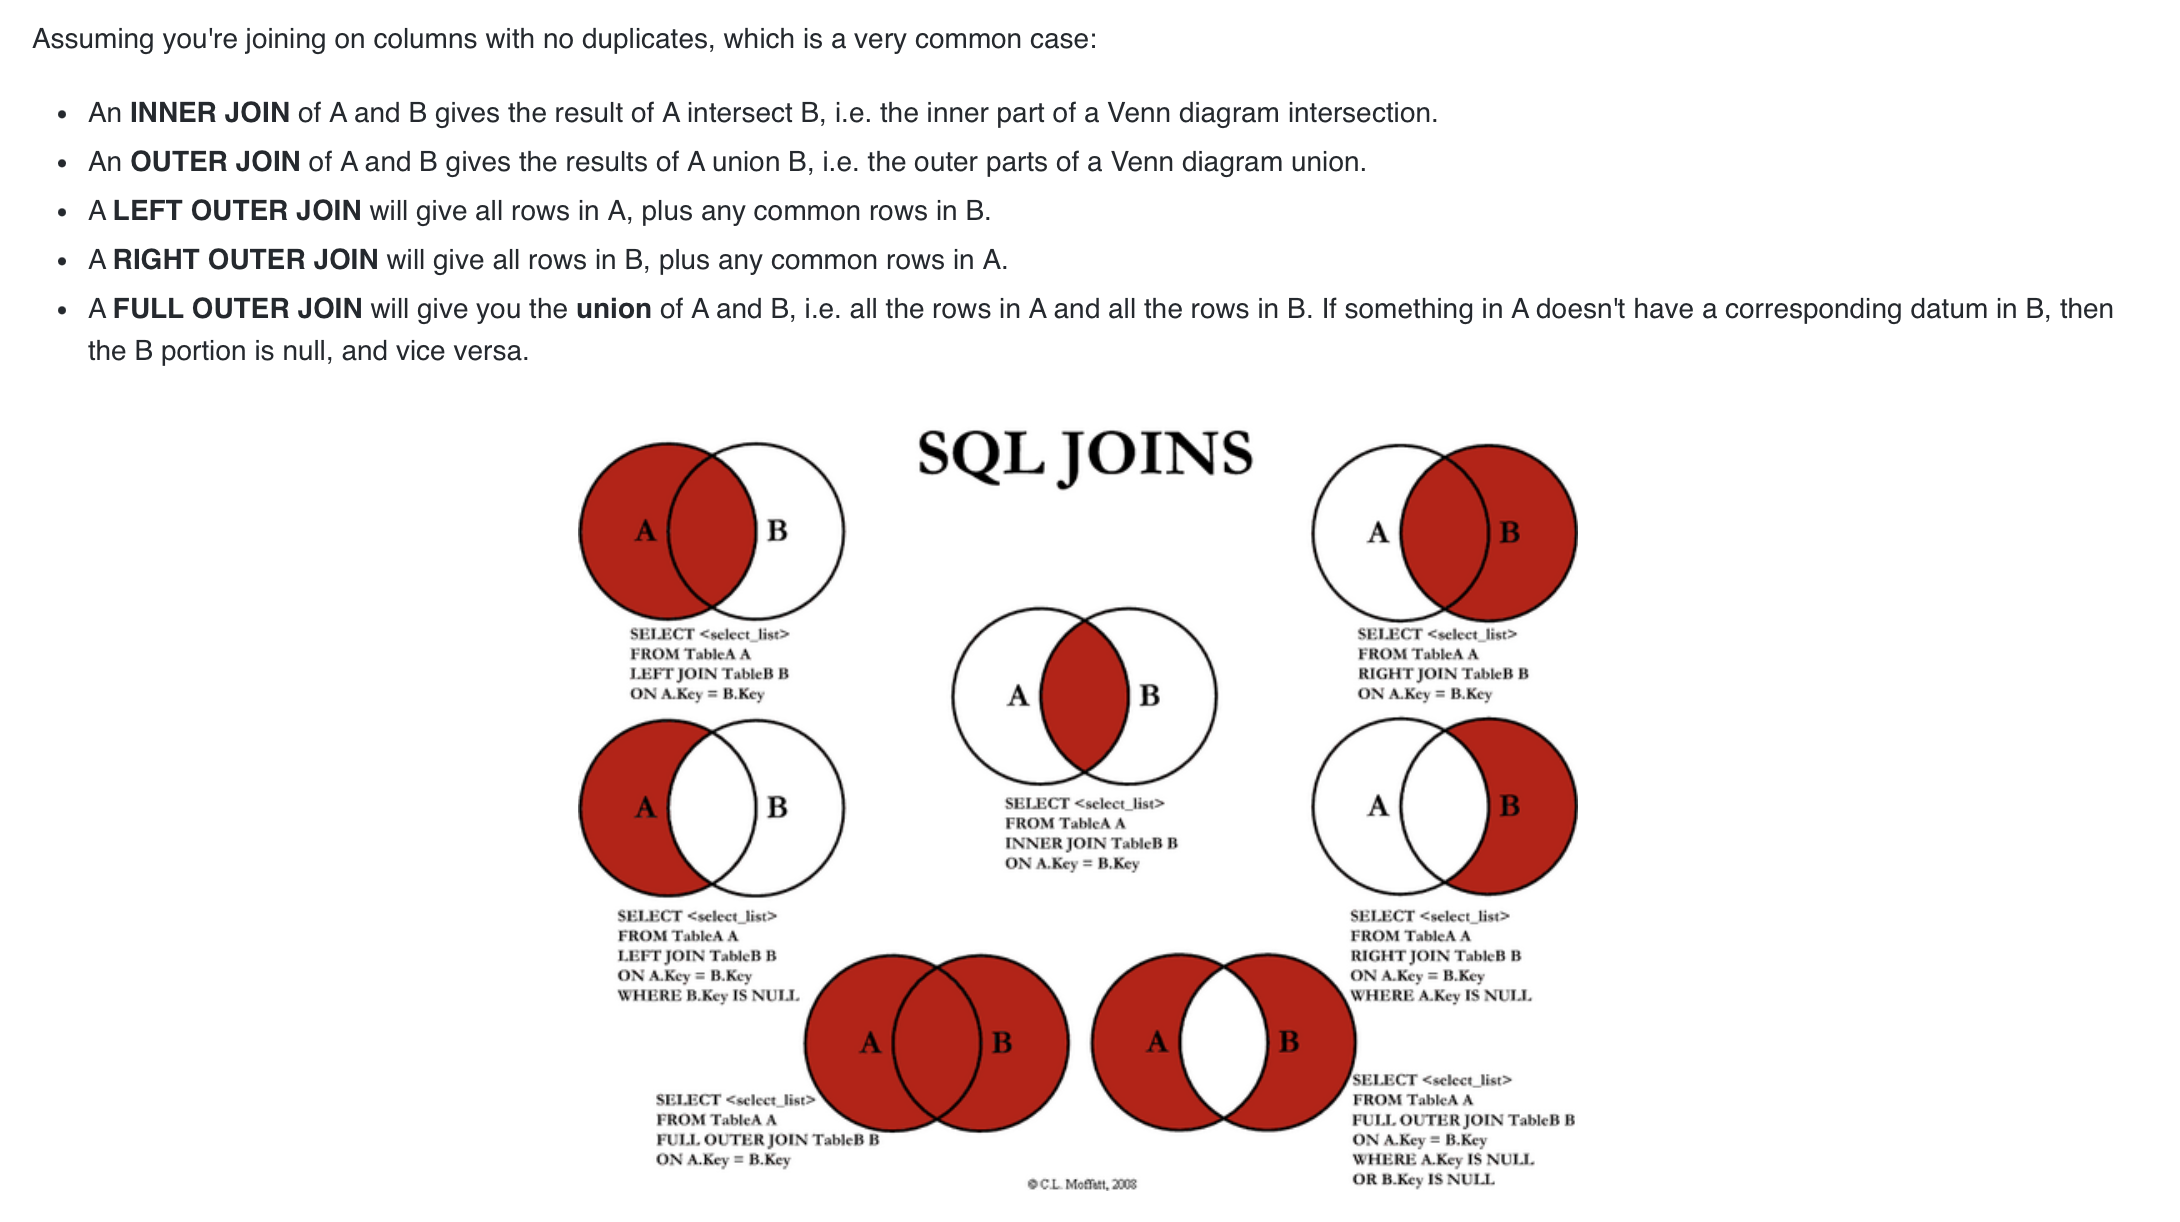 Assuming you're joining on columns with no duplicates, which is a very common case:
• An INNER JOIN of A and B gives the result of A intersect B, i.e. the inner part of a Venn diagram intersection.
• An OUTER JOIN of A and B gives the results of A union B, i.e. the outer parts of a Venn diagram union.
• A LEFT OUTER JOIN will give all rows in A, plus any common rows in B.
• A RIGHT OUTER JOIN will give all rows in B, plus any common rows in A.
• A FULL OUTER JOIN will give you the union of A and B, i.e. all the rows in A and all the rows in B. If something in A doesn't have a corresponding datum in B, then
the B portion is null, and vice versa.
SQL JOINS
A B
SELECT <select_list>
FROM TableA A
LEFT JOIN TableB B
ON A.Key = B.Key
A B
SELECT <select_list>
FROM TableA A
RIGHT JOIN TableB B
ON A.Key = B.Key
A B
SELECT <select_list>
FROM TableA A
INNER JOIN TableB B
ON A.Key = B.Key
A B
SELECT <select_list>
FROM TableA A
LEFT JOIN TableB B
ON A.Key = B.Key
WHERE B.Key IS NULL
A B
SELECT <select_list>
FROM TableA A
RIGHT JOIN TableB B
ON A.Key = B.Key
WHERE A.Key IS NULL
A B
SELECT <select_list>
FROM TableA A
FULL OUTER JOIN TableB B
ON A.Key = B.Key
A B
SELECT <select_list>
FROM TableA A
FULL OUTER JOIN TableB B
ON A.Key = B.Key
WHERE A.Key IS NULL
OR B.Key IS NULL
© C.L. Moffatt, 2008